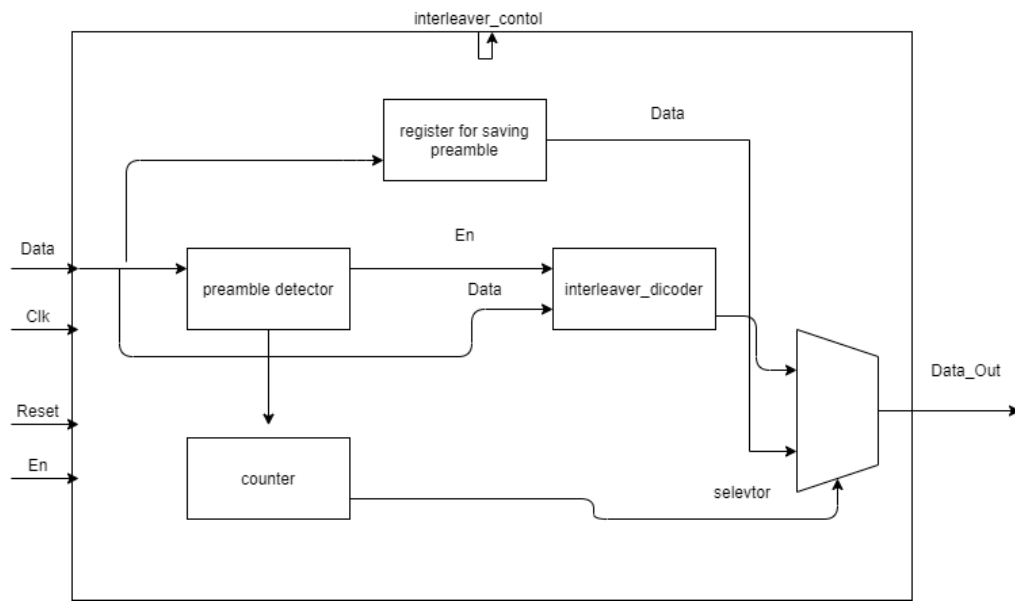 interleaver_contol
Data
register for saving
preamble
En
Data
preamble detector
Data
interleaver_dicoder
Clk
Data_Out
Reset
En
counter
selevtor